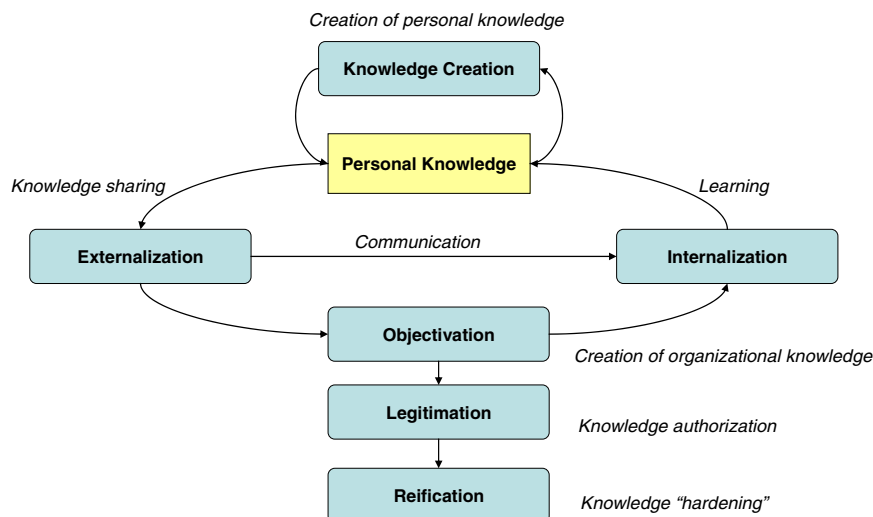 Creation of personal knowledge
Knowledge Creation
Personal Knowledge
Knowledge sharing
Learning
Externalization
Communication
Internalization
Objectivation
Creation of organizational knowledge
Legitimation
Knowledge authorization
Reification
Knowledge “hardening”